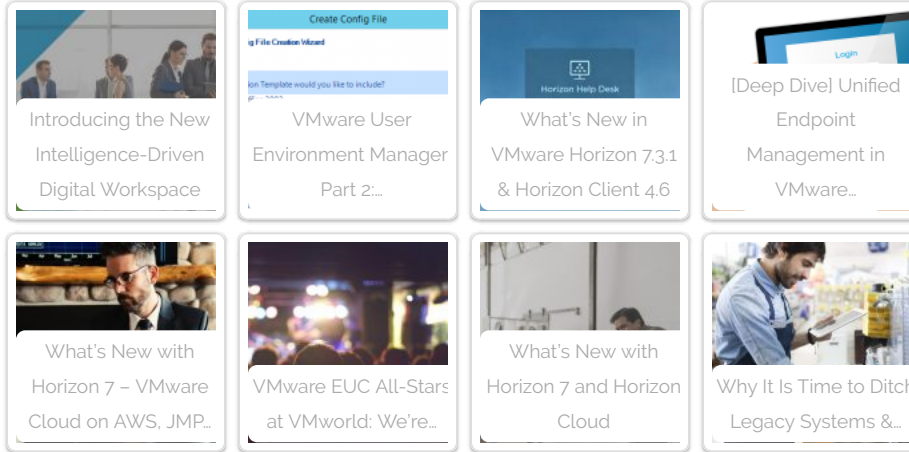 Create Config File
ig File Creation Wizard
ion Template would you like to include?
Horizon Help Desk
Login
Introducing the New
Intelligence-Driven
Digital Workspace
VMware User
Environment Manager
Part 2:...
What's New in
VMware Horizon 7.3.1
& Horizon Client 4.6
[Deep Dive] Unified
Endpoint
Management in
VMware...
What's New with
Horizon 7 – VMware
Cloud on AWS, JMP...
VMware EUC All-Stars
at VMworld: We're...
What's New with
Horizon 7 and Horizon
Cloud
Why It Is Time to Ditch
Legacy Systems &...